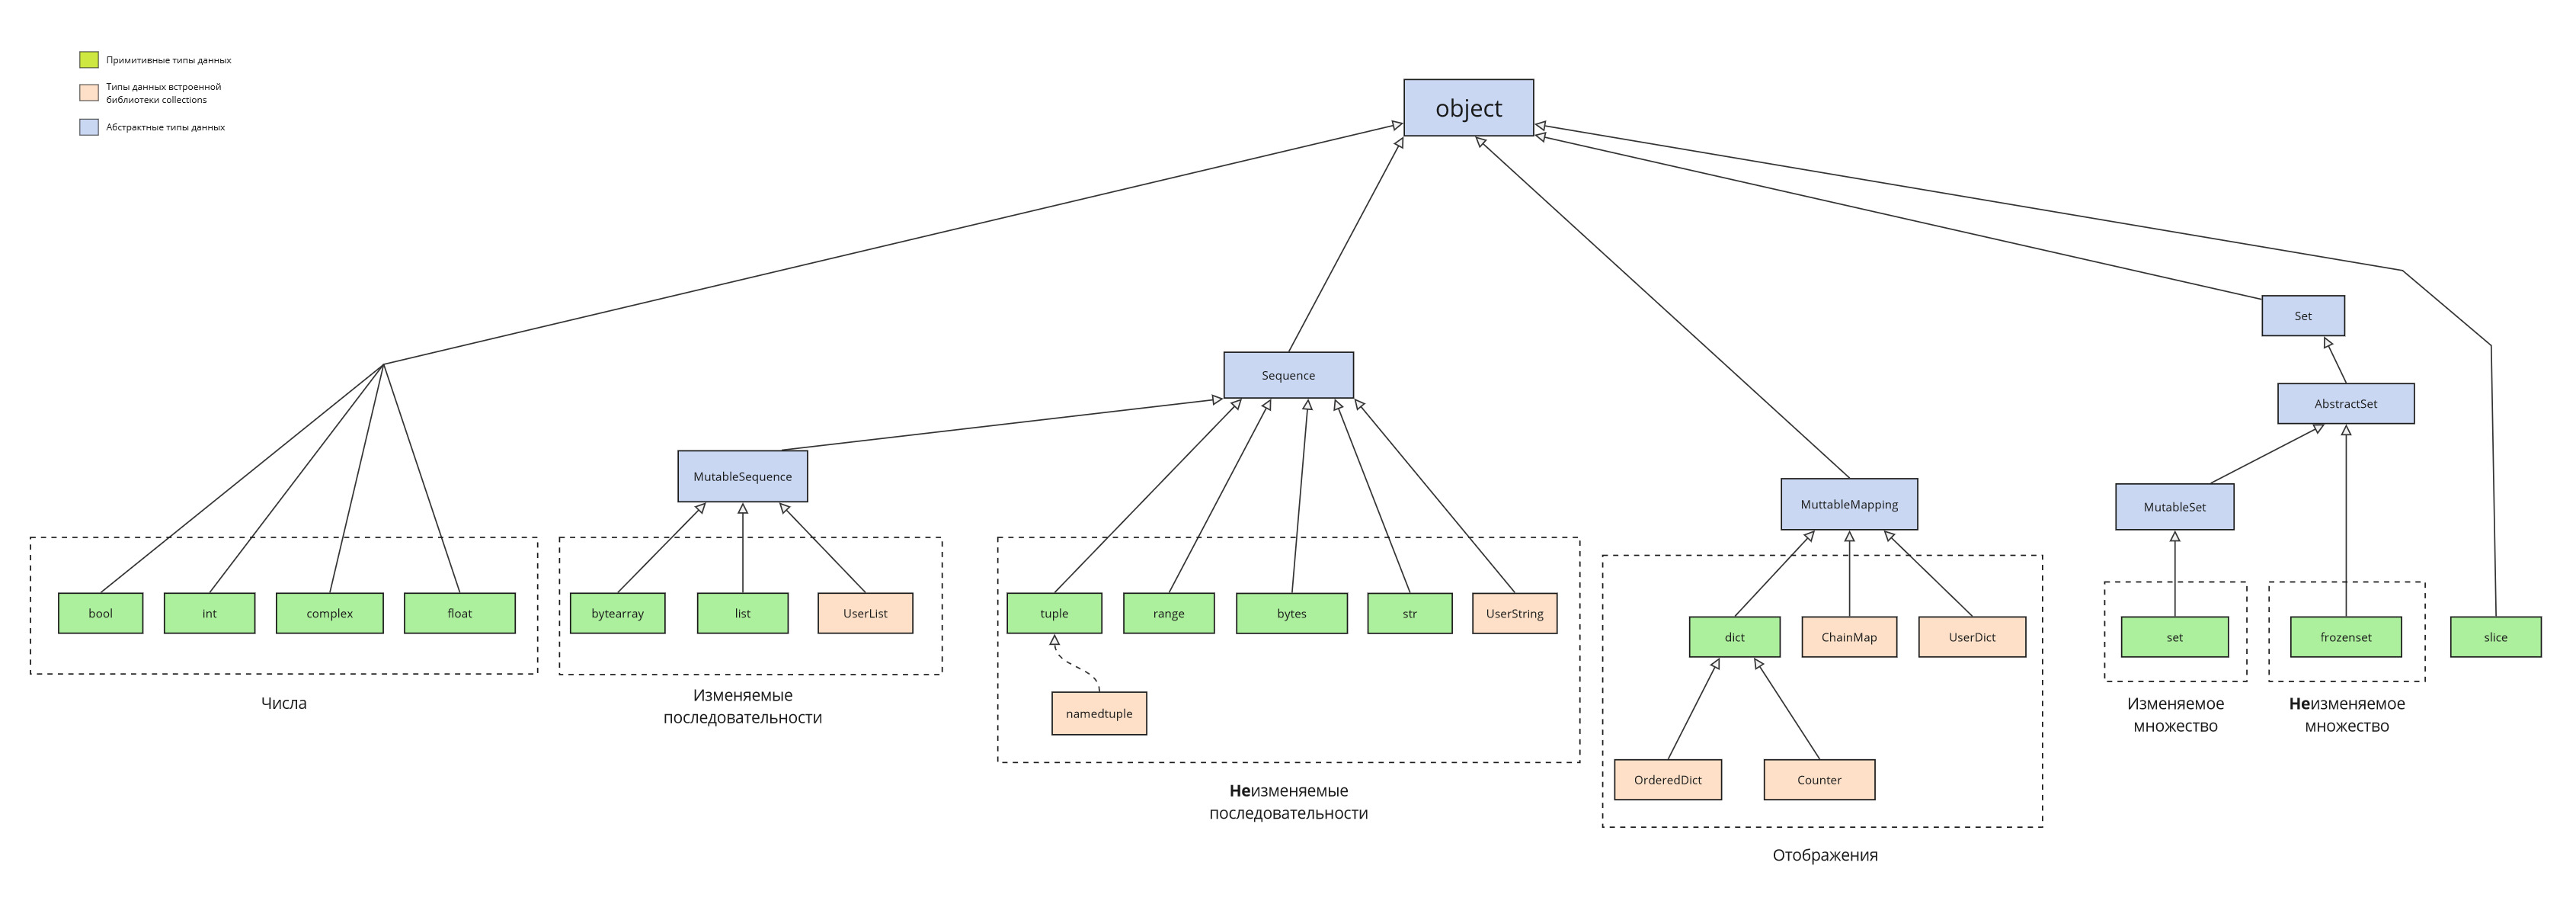 Примитивные типы данных
Типы данных встроенной
библиотеки collections
Абстрактные типы данных
object
Set
Sequence
AbstractSet
MutableSequence
MuttableMapping
MutableSet
bool
int
complex
float
bytearray
list
UserList
tuple
range
bytes
str
UserString
dict
ChainMap
UserDict
set
frozenset
slice
namedtuple
OrderedDict
Counter
Числа
Изменяемые
последовательности
Неизменяемые
последовательности
Отображения
Изменяемое
множество
Неизменяемое
множество